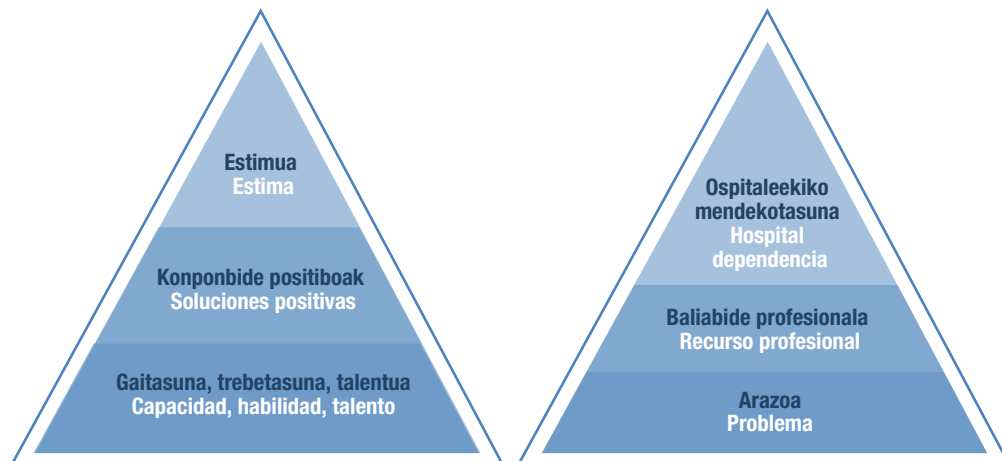 Estimua
Estima
Konponbide positiboak
Soluciones positivas
Gaitasuna, trebetasuna, talentua
Capacidad, habilidad, talento
Ospitaleekiko
mendekotasuna
Hospital
dependencia
Baliabide profesionala
Recurso profesional
Arazoa
Problema